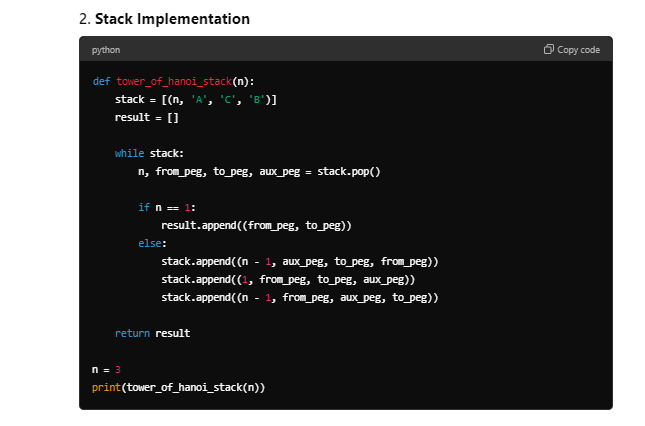 2. Stack Implementation
python
Copy code
def tower_of_hanoi_stack(n):
    stack = [(n, 'A', 'C', 'B')]
    result = []

    while stack:
        n, from_peg, to_peg, aux_peg = stack.pop()

        if n == 1:
            result.append((from_peg, to_peg))
        else:
            stack.append((n - 1, aux_peg, to_peg, from_peg))
            stack.append((1, from_peg, to_peg, aux_peg))
            stack.append((n - 1, from_peg, aux_peg, to_peg))

    return result

n = 3
print(tower_of_hanoi_stack(n))